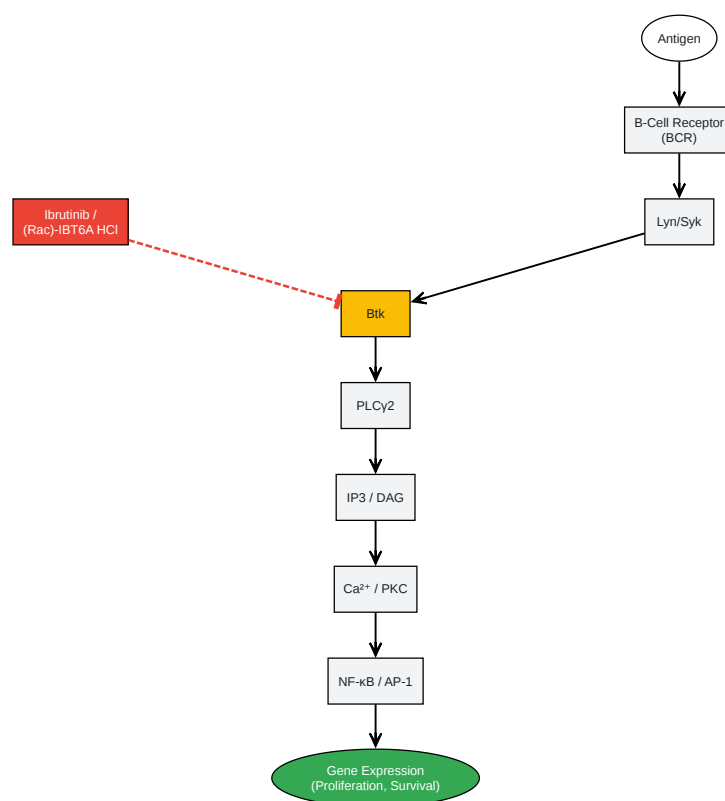 Antigen
B-Cell Receptor
(BCR)
Ibrutinib /
(Rac)-IBT6A HCl
Lyn/Syk
Btk
PLCγ2
IP3 / DAG
Ca²⁺ / PKC
NF-κB / AP-1
Gene Expression
(Proliferation, Survival)